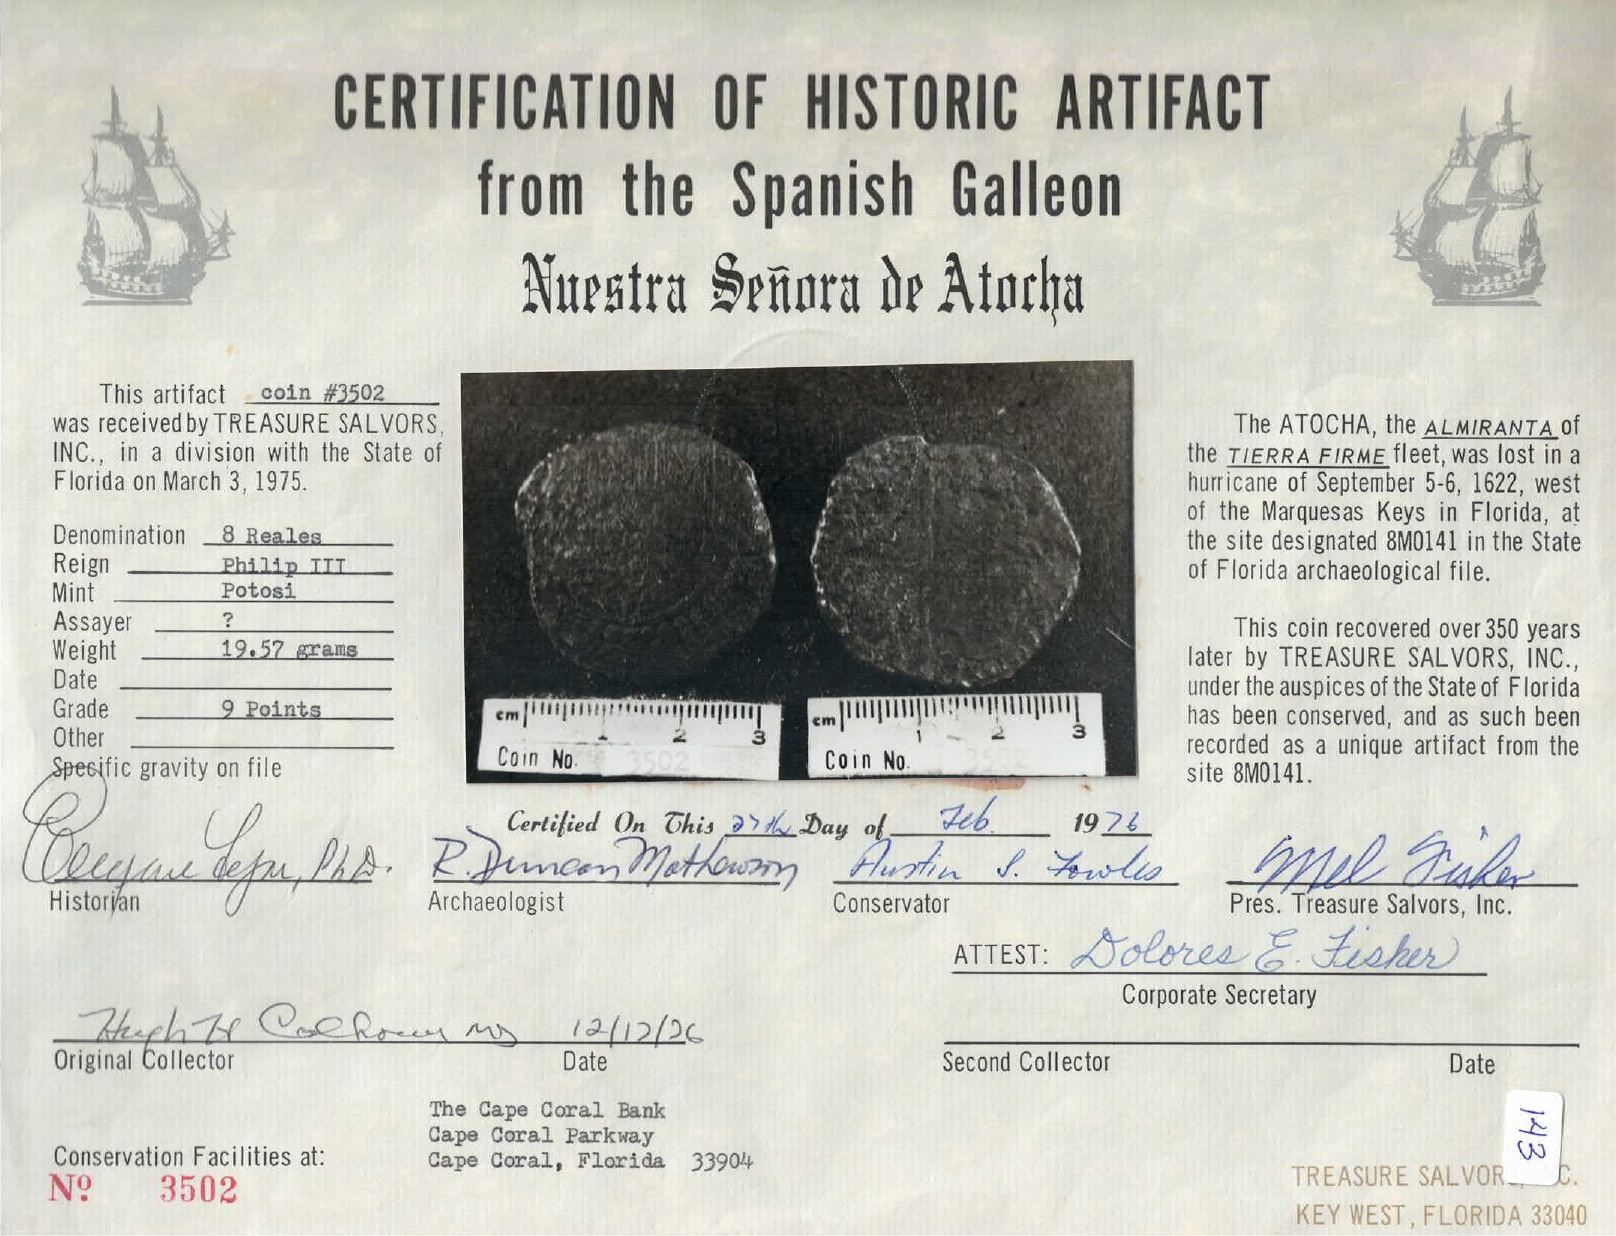 CERTIFICATION OF HISTORIC ARTIFACT
from the Spanish Galleon
Nuestra Señora de Atocha
This artifact coin #3502
was received by TREASURE SALVORS,
INC., in a division with the State of
Florida on March 3, 1975.
Denomination 8 Reales
Reign Philip III
Mint Potosi
Assayer ?
Weight 19.57 grams
Date
Grade 9 Points
Other
Specific gravity on file
cm 1 2 3
Coin No. 3502
cm 1 2 3
Coin No. 3502
The ATOCHA, the ALMIRANTA of
the TIERRA FIRME fleet, was lost in a
hurricane of September 5-6, 1622, west
of the Marquesas Keys in Florida, at
the site designated 8M0141 in the State
of Florida archaeological file.
This coin recovered over 350 years
later by TREASURE SALVORS, INC.,
under the auspices of the State of Florida
has been conserved, and as such been
recorded as a unique artifact from the
site 8M0141.
Certified On This 27th Day of Feb. 1976
Ph.D.
Historian
R. Duncan Mathewson
Archaeologist
Austin S. Fowles
Conservator
Mel Fisher
Pres. Treasure Salvors, Inc.
ATTEST: Dolores E. Fisher
Corporate Secretary
Hugh H Calhoun MD 12/12/26
Original Collector Date
Second Collector Date
The Cape Coral Bank
Cape Coral Parkway
Cape Coral, Florida 33904
Conservation Facilities at:
Nº 3502
143
TREASURE SALVOR C.
KEY WEST, FLORIDA 33040